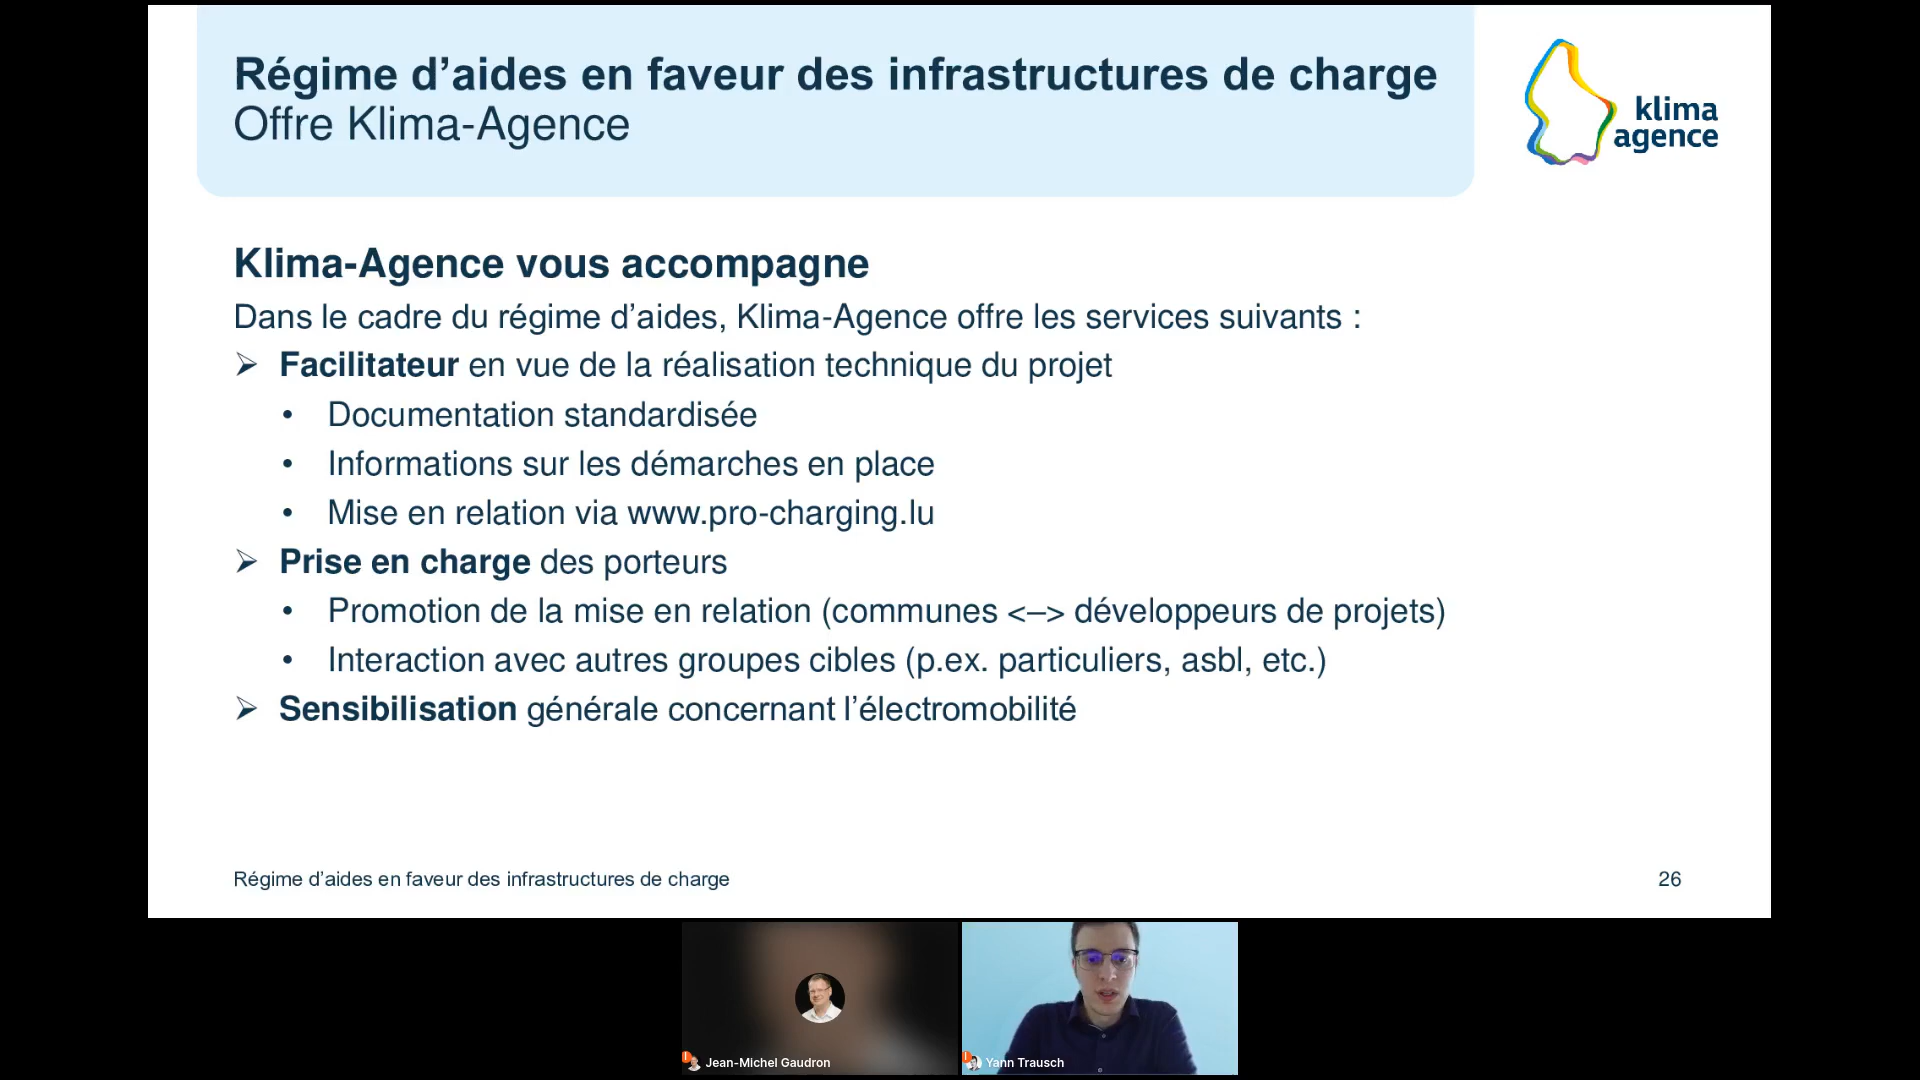 Régime d’aides en faveur des infrastructures de charge
Offre Klima-Agence
klima
agence
Klima-Agence vous accompagne
Dans le cadre du régime d’aides, Klima-Agence offre les services suivants :
➢ Facilitateur en vue de la réalisation technique du projet
• Documentation standardisée
• Informations sur les démarches en place
• Mise en relation via www.pro-charging.lu
➢ Prise en charge des porteurs
• Promotion de la mise en relation (communes <–> développeurs de projets)
• Interaction avec autres groupes cibles (p.ex. particuliers, asbl, etc.)
➢ Sensibilisation générale concernant l’électromobilité
Régime d’aides en faveur des infrastructures de charge
26
Jean-Michel Gaudron
Yann Trausch